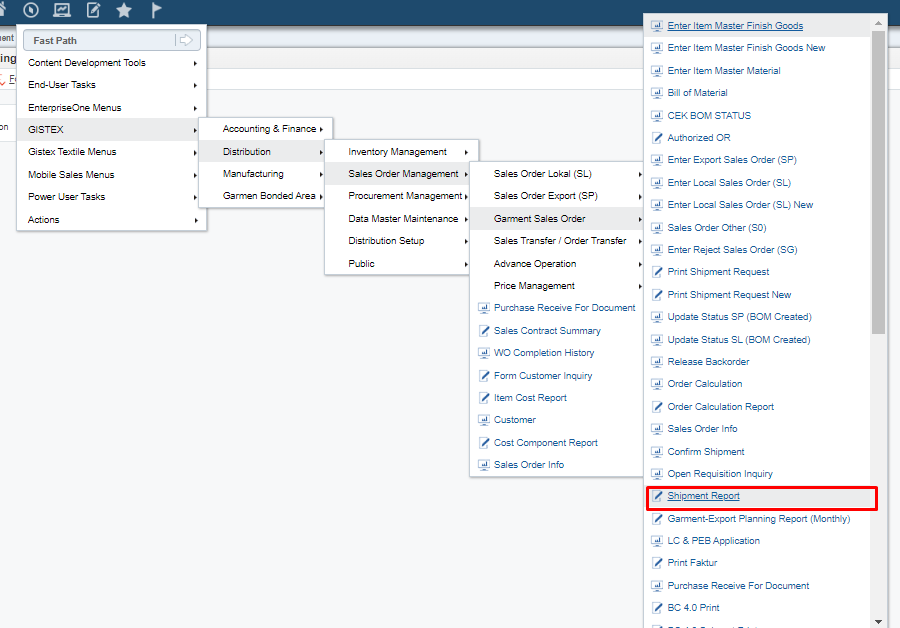 ment
ing
Fo
on
Fast Path
Content Development Tools
End-User Tasks
EnterpriseOne Menus
GISTEX
Gistex Textile Menus
Mobile Sales Menus
Power User Tasks
Actions
Accounting & Finance
Distribution
Manufacturing
Garmen Bonded Area
Inventory Management
Sales Order Management
Procurement Management
Data Master Maintenance
Distribution Setup
Public
Sales Order Lokal (SL)
Sales Order Export (SP)
Garment Sales Order
Sales Transfer / Order Transfer
Advance Operation
Price Management
Purchase Receive For Document
Sales Contract Summary
WO Completion History
Form Customer Inquiry
Item Cost Report
Customer
Cost Component Report
Sales Order Info
Enter Item Master Finish Goods
Enter Item Master Finish Goods New
Enter Item Master Material
Bill of Material
CEK BOM STATUS
Authorized OR
Enter Export Sales Order (SP)
Enter Local Sales Order (SL)
Enter Local Sales Order (SL) New
Sales Order Other (S0)
Enter Reject Sales Order (SG)
Print Shipment Request
Print Shipment Request New
Update Status SP (BOM Created)
Update Status SL (BOM Created)
Release Backorder
Order Calculation
Order Calculation Report
Sales Order Info
Confirm Shipment
Open Requisition Inquiry
Shipment Report
Garment-Export Planning Report (Monthly)
LC & PEB Application
Print Faktur
Purchase Receive For Document
BC 4.0 Print